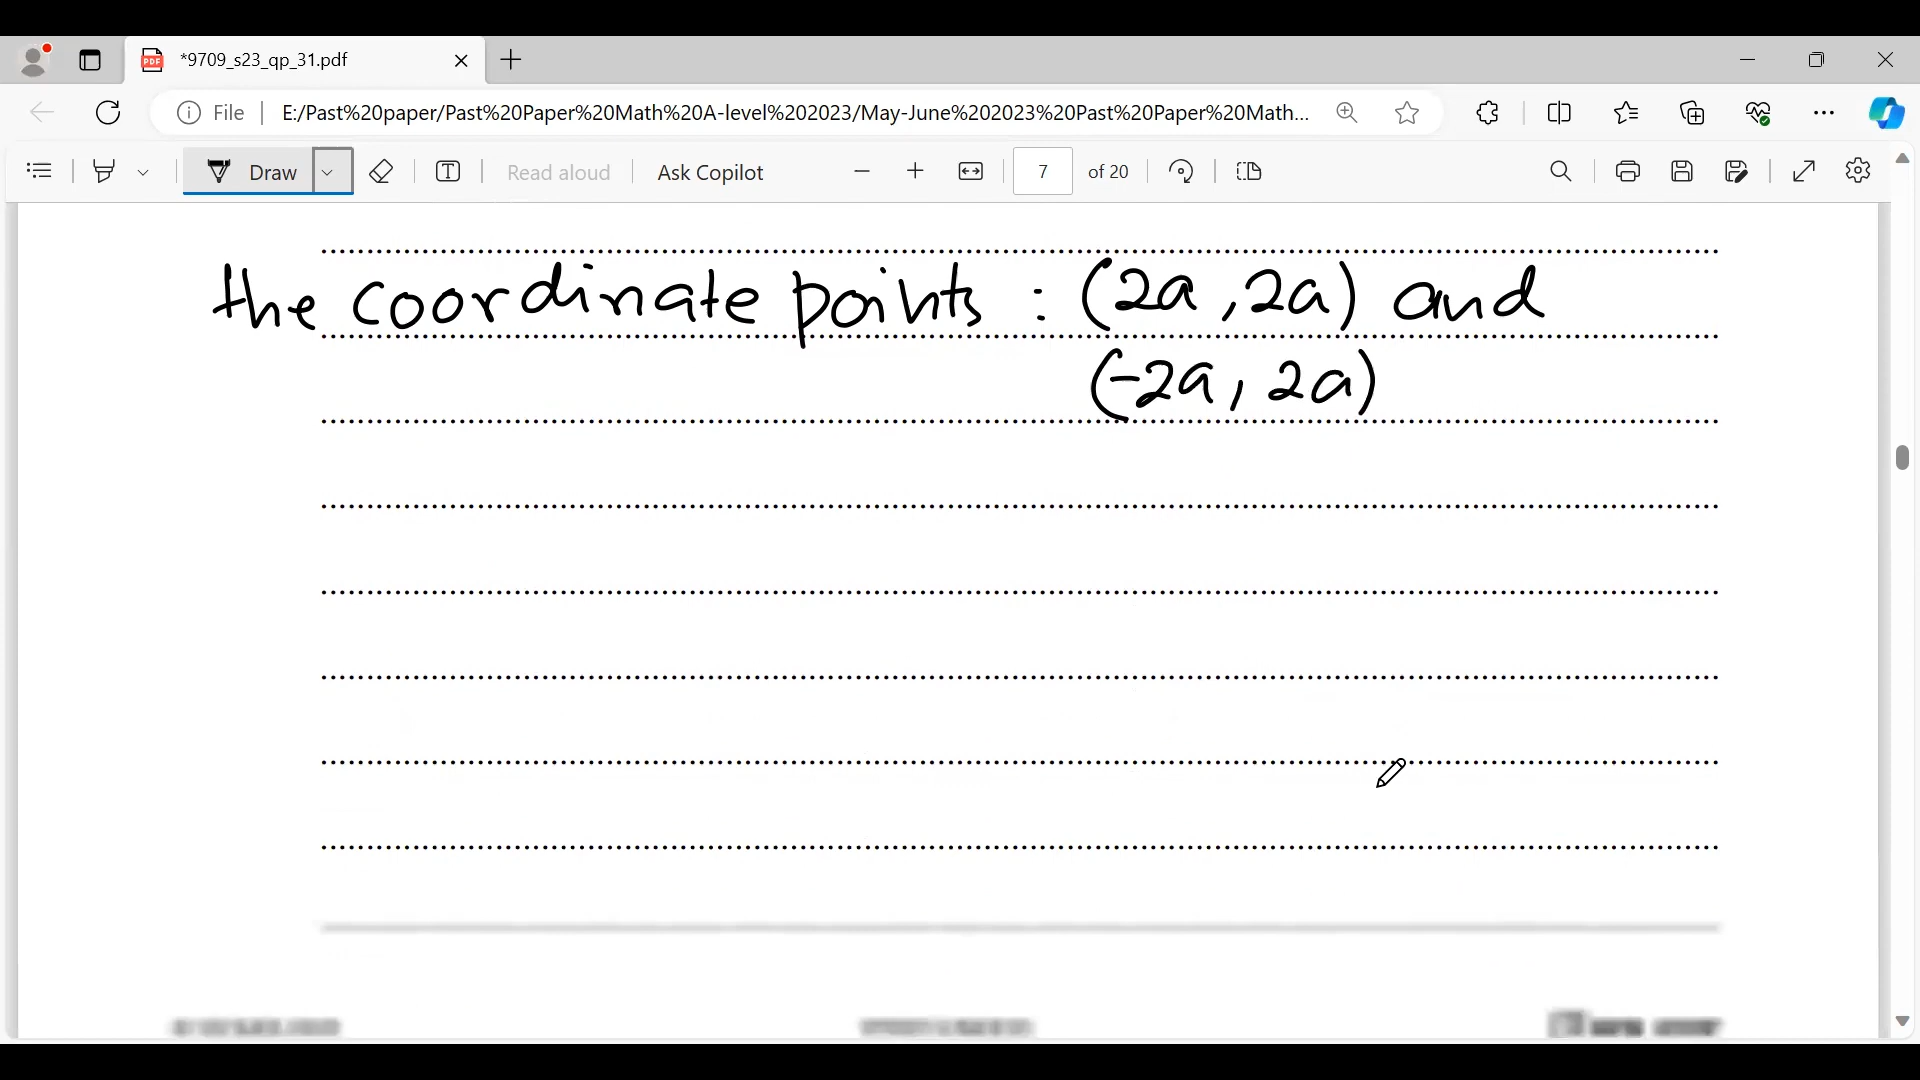 *9709_s23_qp_31.pdf
File
E:/Past%20paper/Past%20Paper%20Math%20A-level%202023/May-June%202023%20Past%20Paper%20Math...
Draw
Read aloud
Ask Copilot
7 of 20
the coordinate points : (2a , 2a) and
(-2a, 2a)